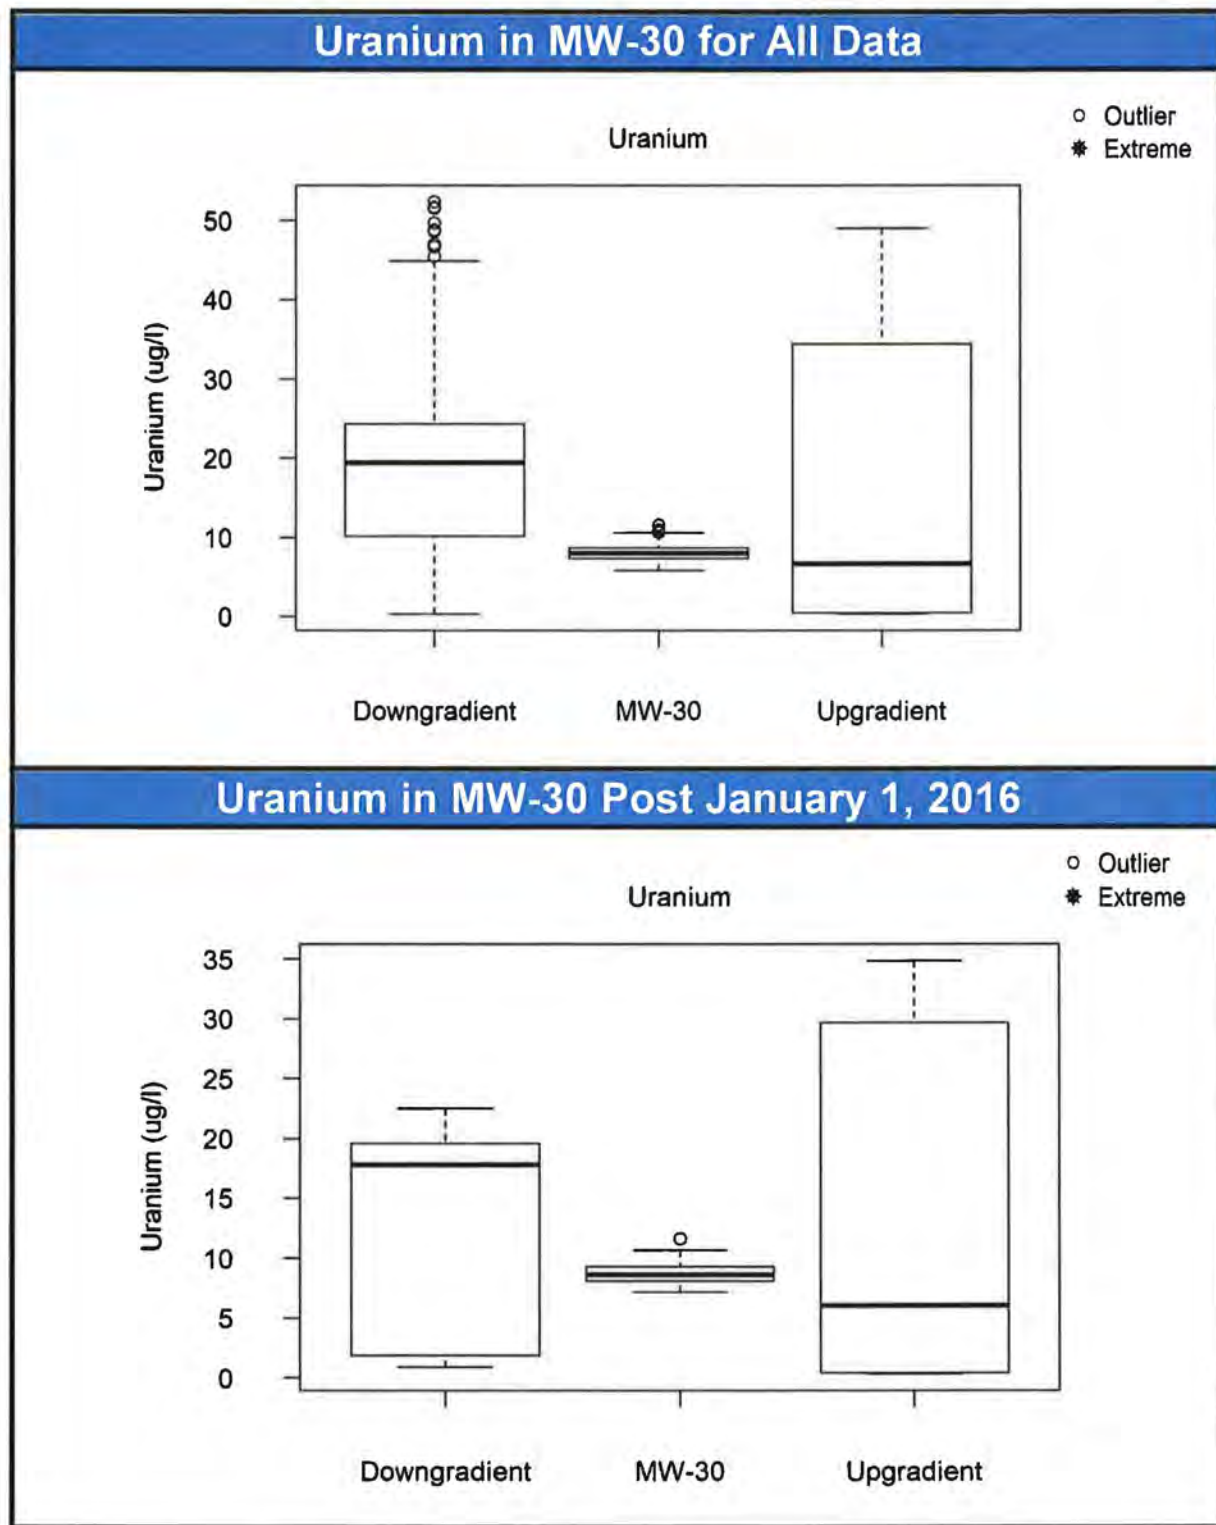 Uranium in MW-30 for All Data
Outlier
Extreme
Uranium
Uranium (ug/l)
50
40
30
20
10
0
Downgradient MW-30 Upgradient
Uranium in MW-30 Post January 1, 2016
Outlier
Extreme
Uranium
Uranium (ug/l)
35
30
25
20
15
10
5
0
Downgradient MW-30 Upgradient